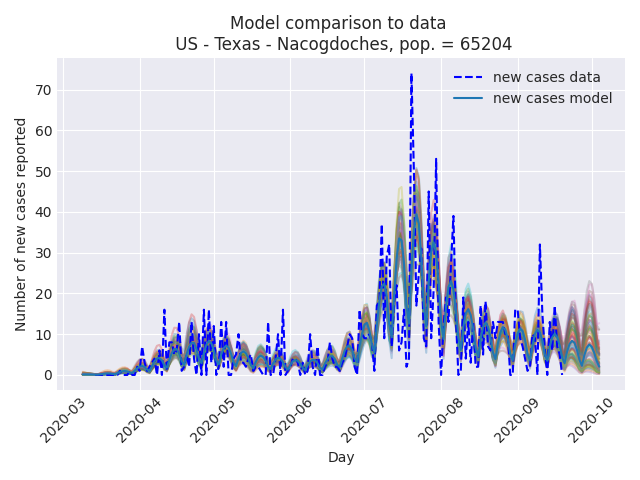 Model comparison to data
US - Texas - Nacogdoches, pop. = 65204
new cases data
new cases model
Number of new cases reported
70
60
50
40
30
20
10
0
2020-03
2020-04
2020-05
2020-06
2020-07
2020-08
2020-09
2020-10
Day